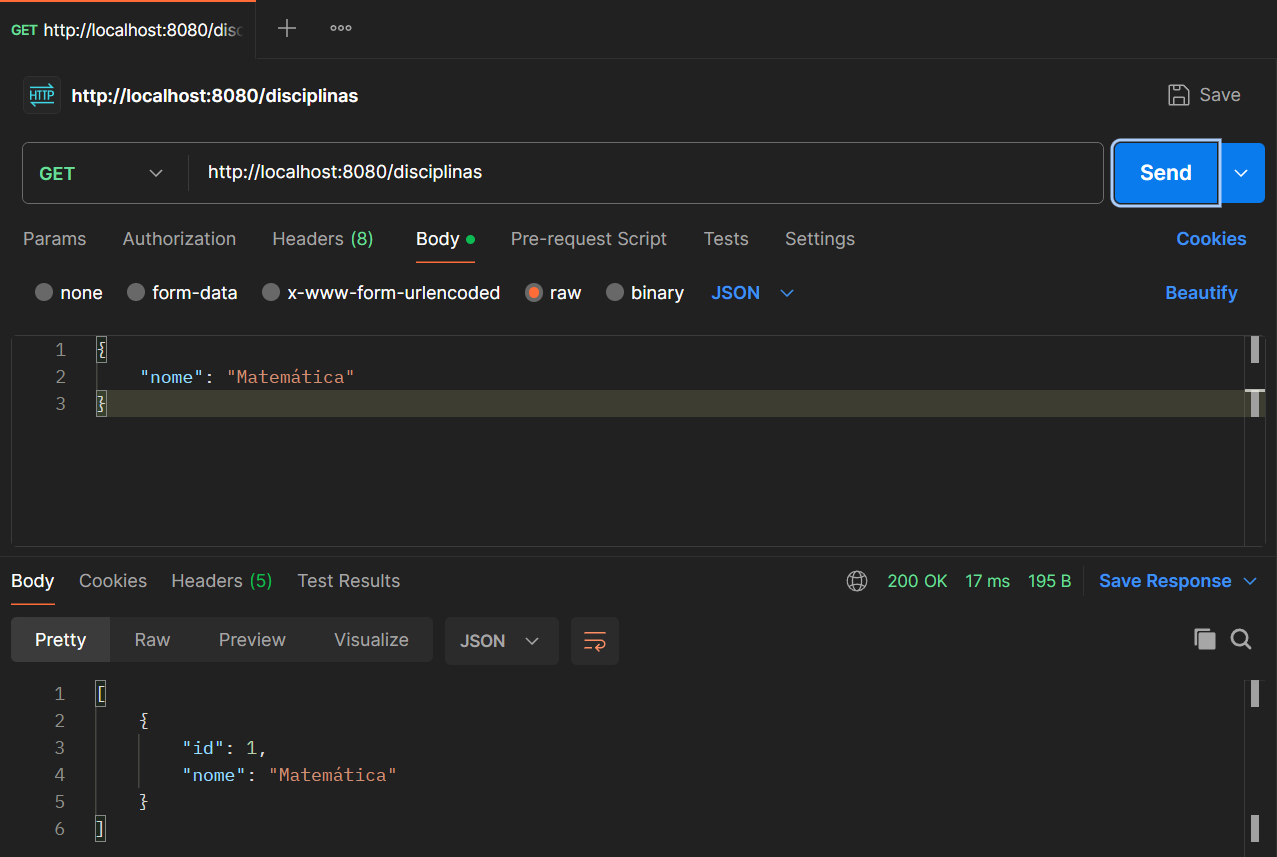 GET http://localhost:8080/disc
HTTP http://localhost:8080/disciplinas Save
GET http://localhost:8080/disciplinas Send
Params Authorization Headers (8) Body Pre-request Script Tests Settings Cookies
none form-data x-www-form-urlencoded raw binary JSON Beautify
1 {
2 "nome": "Matemática"
3 }
Body Cookies Headers (5) Test Results 200 OK 17 ms 195 B Save Response
Pretty Raw Preview Visualize JSON
1 [
2 {
3 "id": 1,
4 "nome": "Matemática"
5 }
6 ]